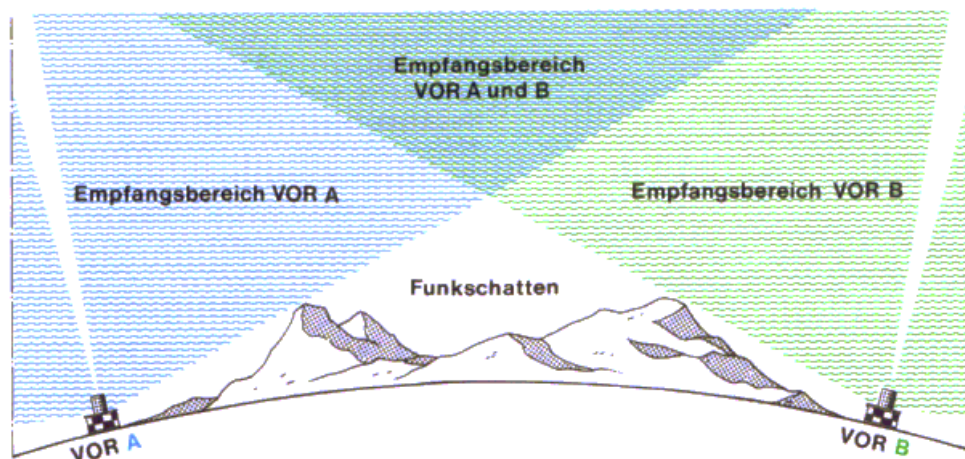 Empfangsbereich
VOR A und B
Empfangsbereich VOR A
Empfangsbereich VOR B
Funkschatten
VOR A
VOR B